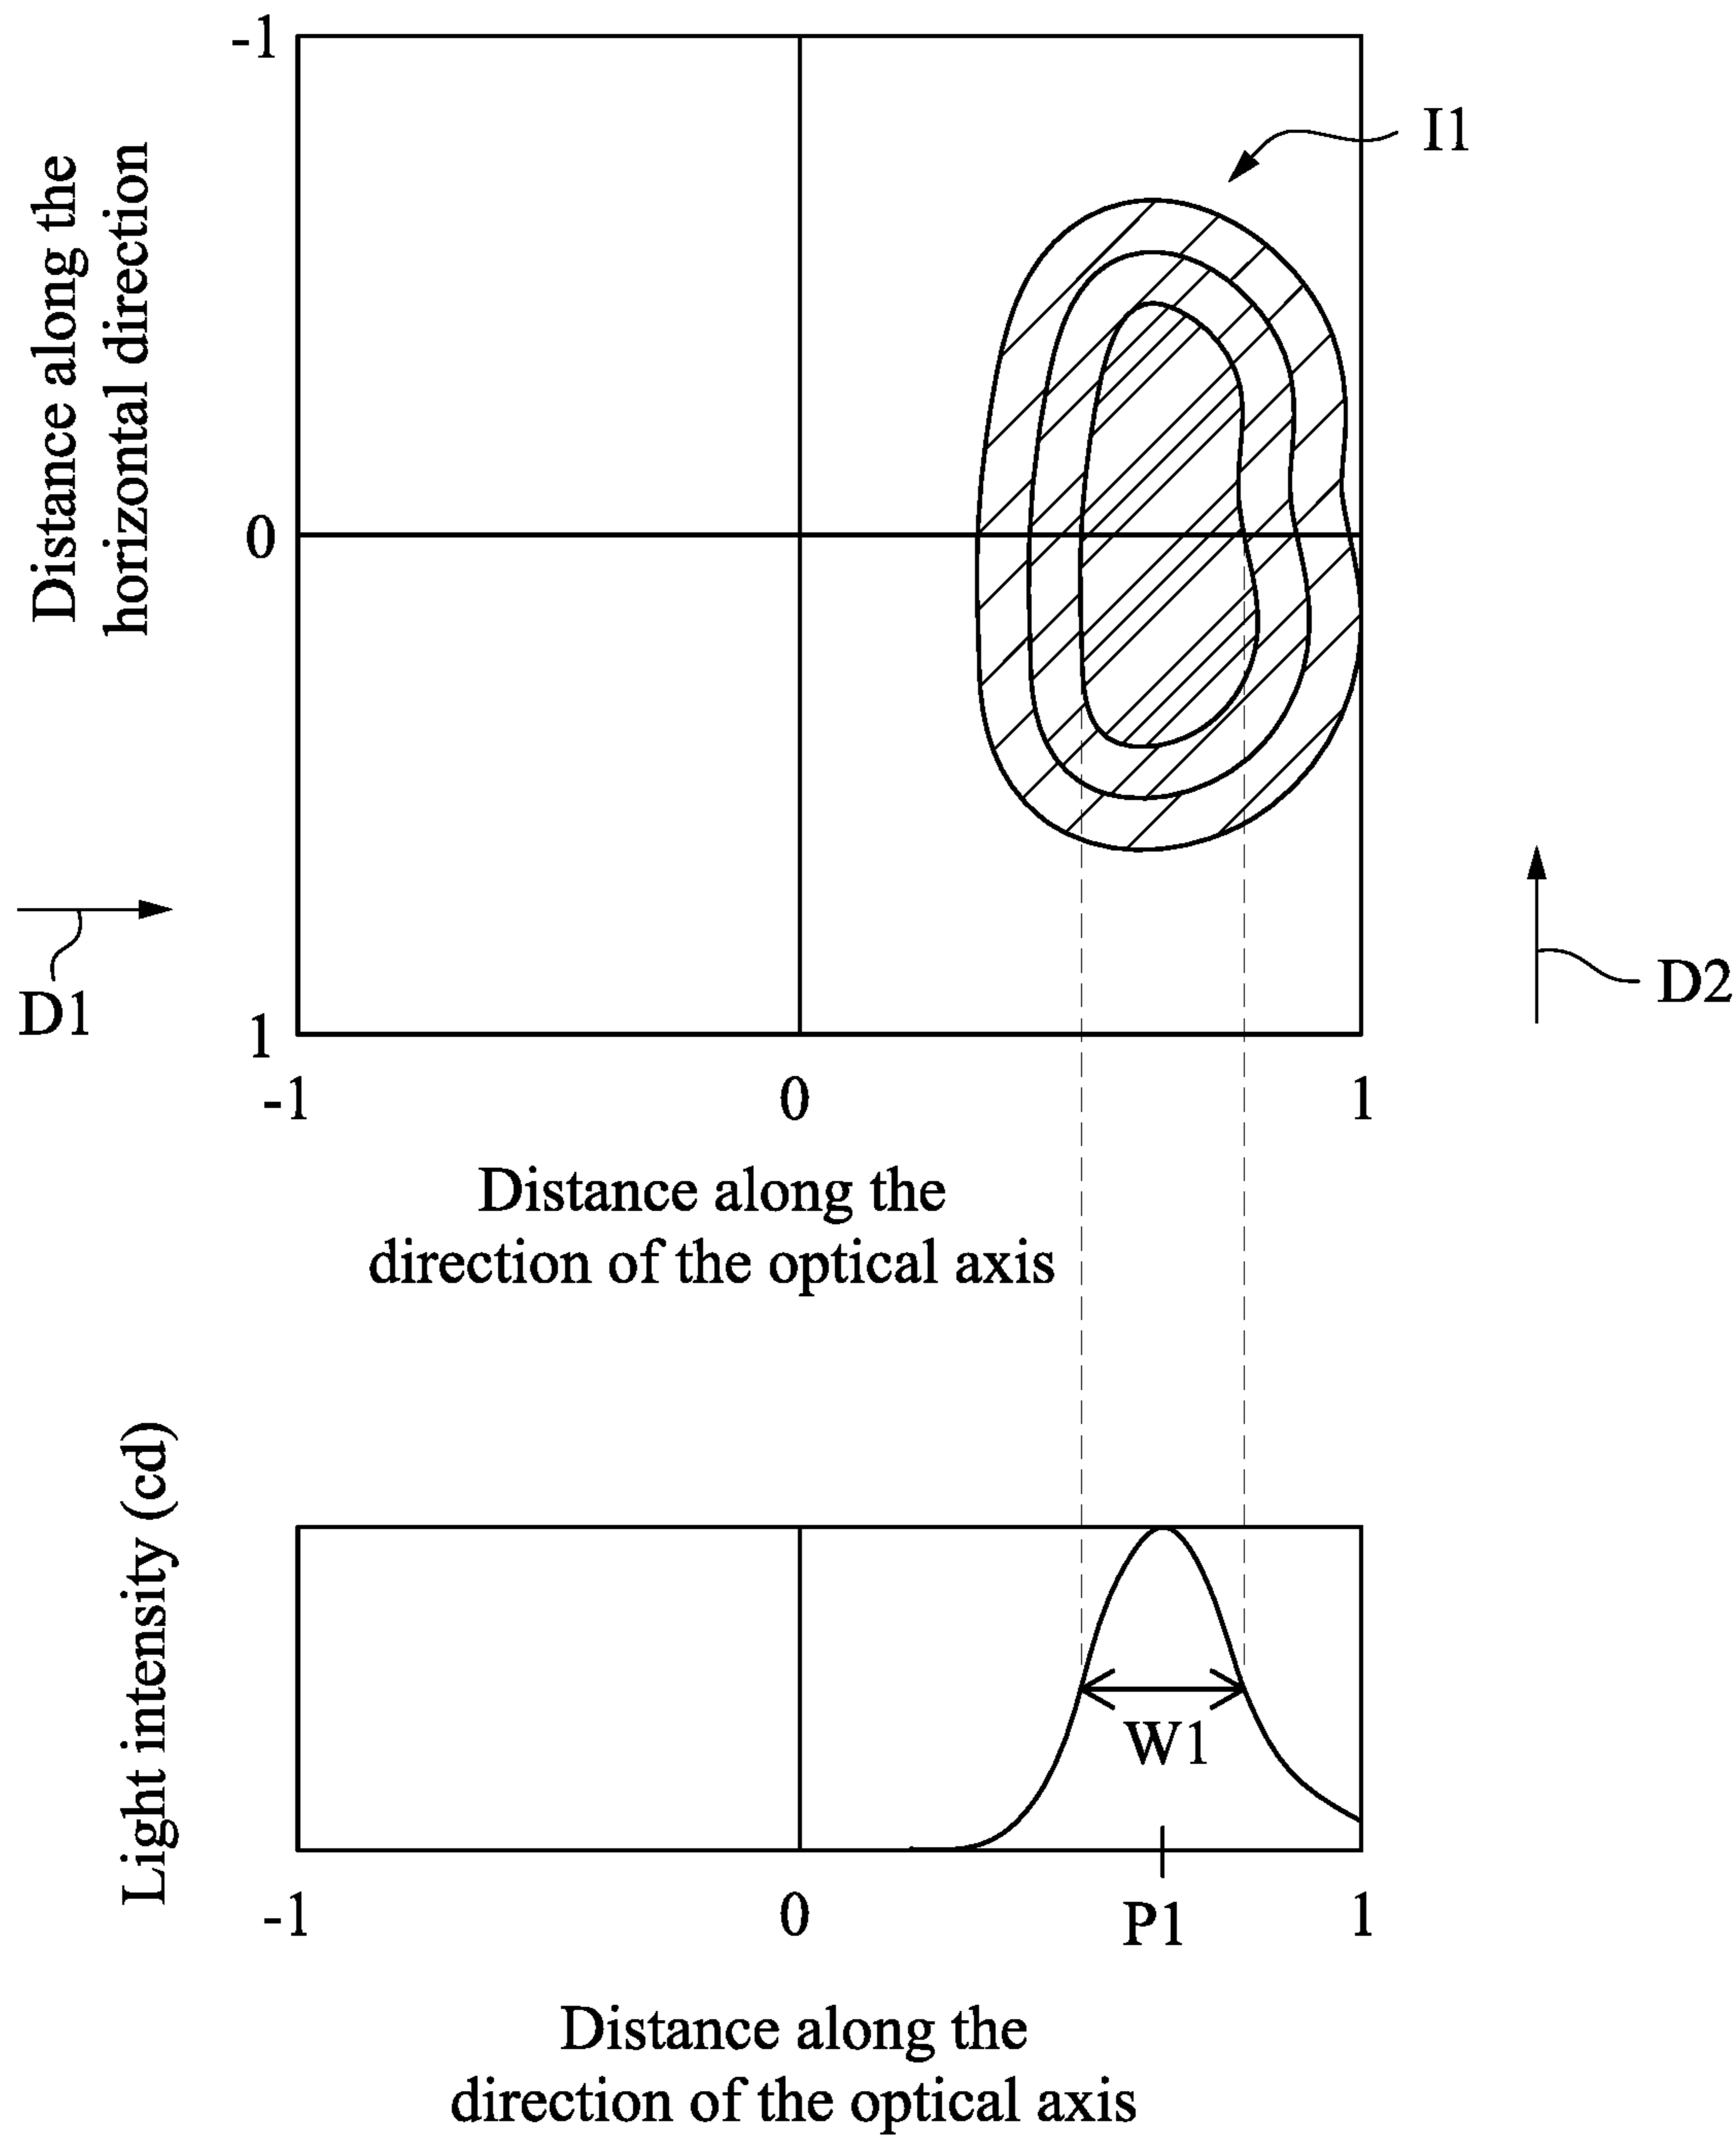 -1
I1
Distance along the
horizontal direction
0
D1
D2
1
-1
0
1
Distance along the
direction of the optical axis
Light intensity (cd)
W1
-1
0
P1
1
Distance along the
direction of the optical axis